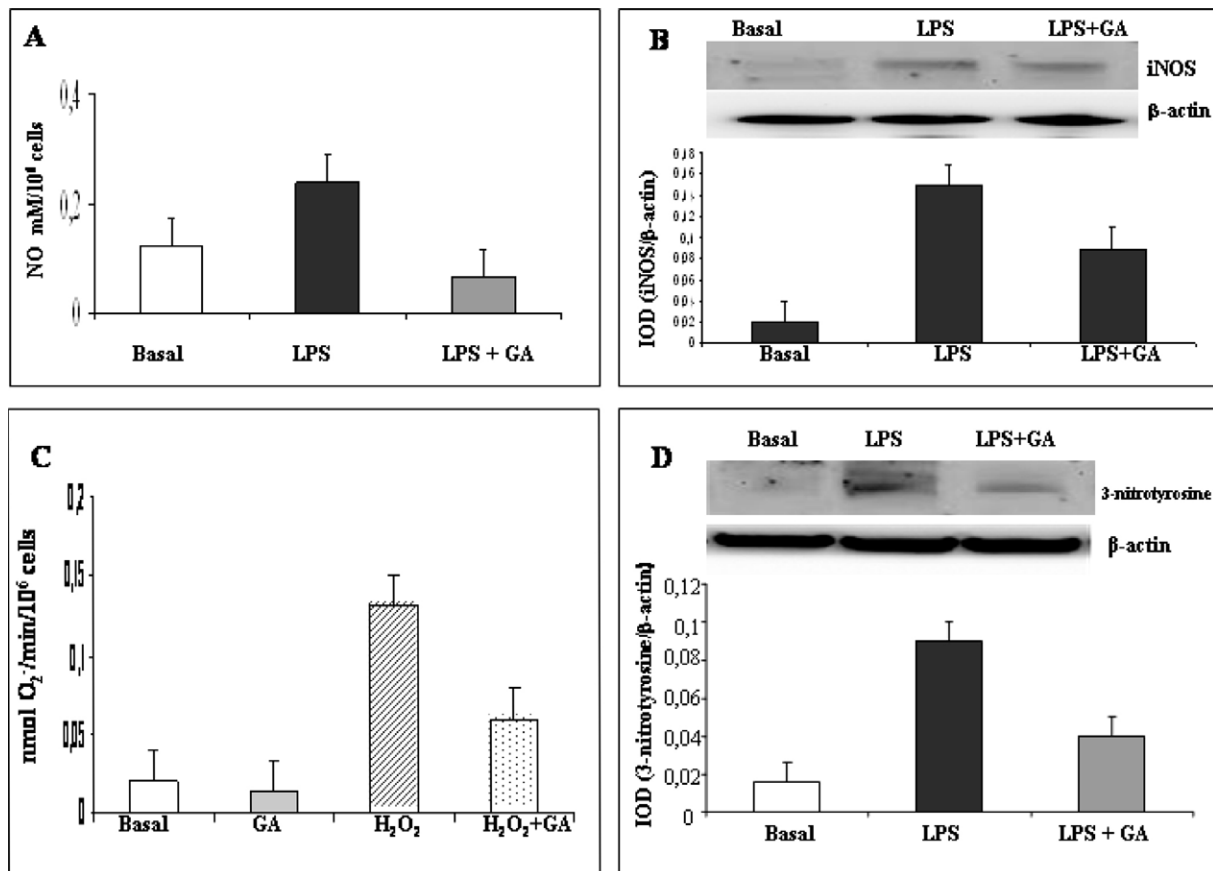 A
0,4
0,2
0
NO mM/10⁶ cells
Basal LPS LPS + GA
B
Basal LPS LPS+GA
iNOS
β-actin
IOD (iNOS/β-actin)
0,18
0,16
0,14
0,12
0,1
0,08
0,06
0,04
0,02
0
Basal LPS LPS+GA
C
nmol O₂⁻/min/10⁶ cells
0,2
0,15
0,1
0,05
0
Basal GA H₂O₂ H₂O₂+GA
D
Basal LPS LPS+GA
3-nitrotyrosine
β-actin
IOD (3-nitrotyrosine/β-actin)
0,12
0,1
0,08
0,06
0,04
0,02
0
Basal LPS LPS + GA